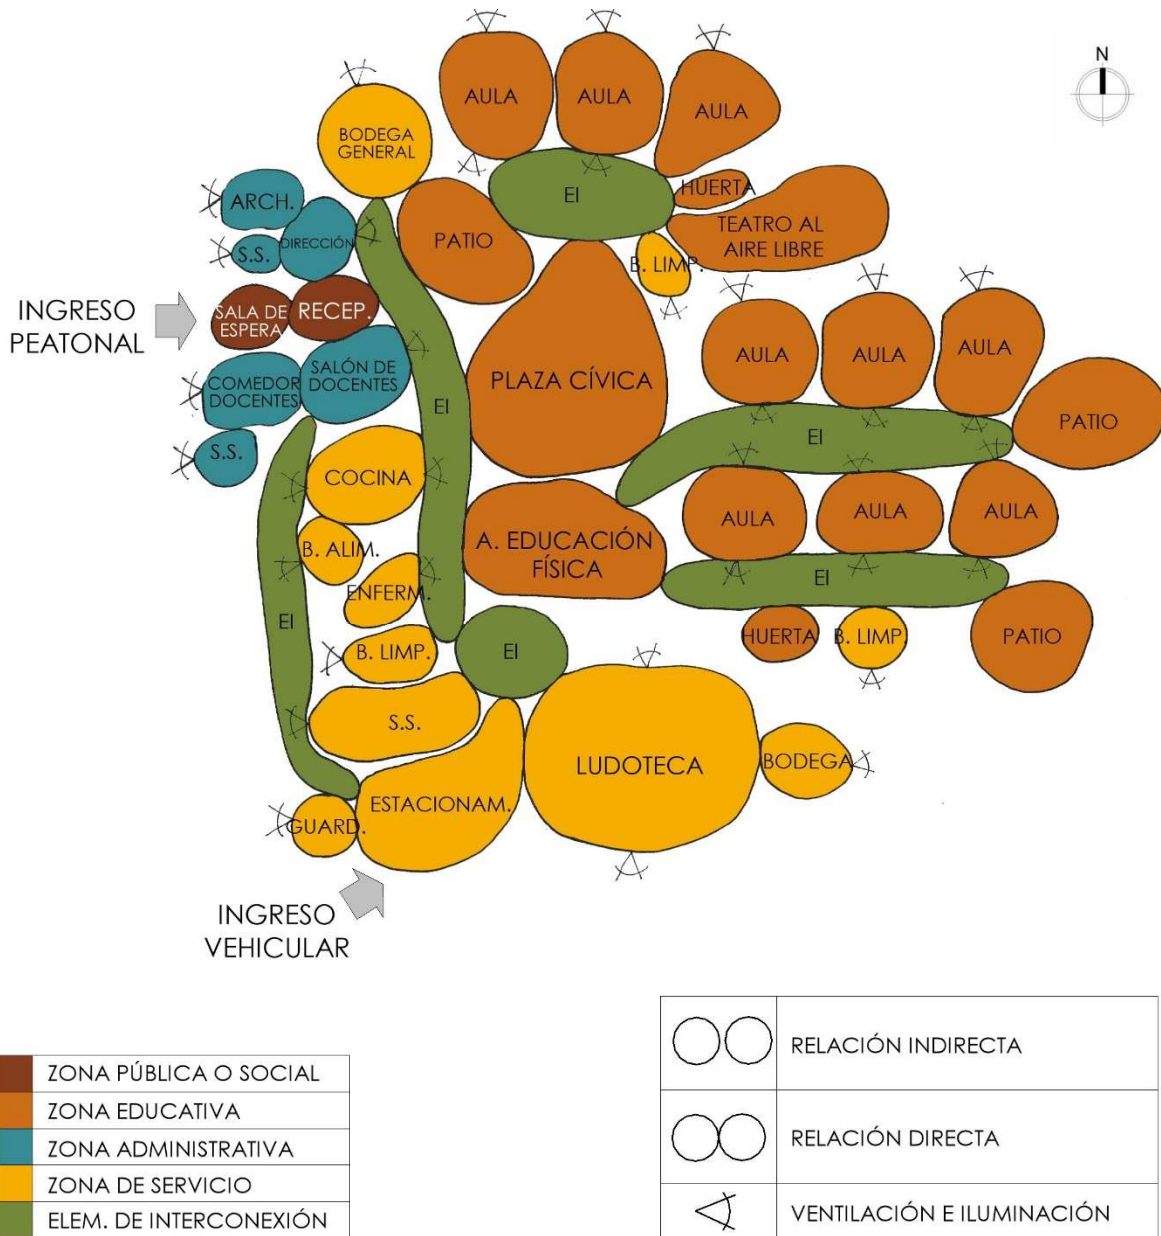 N
AULA
AULA
AULA
BODEGA
GENERAL
EI
HUERTA
ARCH.
DIRECCIÓN
S.S.
PATIO
TEATRO AL
AIRE LIBRE
B. LIMP.
INGRESO
PEATONAL
SALA DE
ESPERA
RECEP.
COMEDOR
DOCENTES
SALÓN DE
DOCENTES
S.S.
EI
PLAZA CÍVICA
AULA
AULA
AULA
EI
PATIO
COCINA
B. ALIM.
ENFERM.
A. EDUCACIÓN
FÍSICA
AULA
AULA
AULA
EI
EI
B. LIMP.
EI
HUERTA
B. LIMP.
PATIO
S.S.
LUDOTECA
BODEGA
ESTACIONAM.
GUARD.
INGRESO
VEHICULAR
ZONA PÚBLICA O SOCIAL
ZONA EDUCATIVA
ZONA ADMINISTRATIVA
ZONA DE SERVICIO
ELEM. DE INTERCONEXIÓN
RELACIÓN INDIRECTA
RELACIÓN DIRECTA
VENTILACIÓN E ILUMINACIÓN